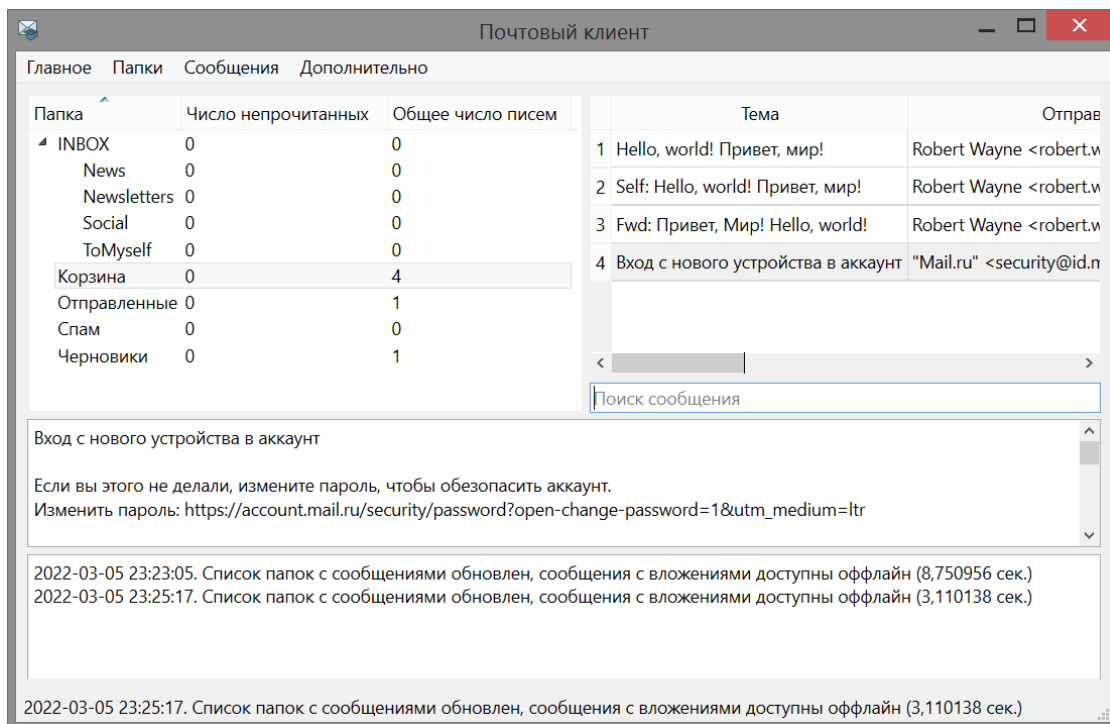 Почтовый клиент
Главное Папки Сообщения Дополнительно
Папка Число непрочитанных Общее число писем
INBOX 0 0
News 0 0
Newsletters 0 0
Social 0 0
ToMyself 0 0
Корзина 0 4
Отправленные 0 1
Спам 0 0
Черновики 0 1
Тема Отправ
1 Hello, world! Привет, мир! Robert Wayne <robert.w
2 Self: Hello, world! Привет, мир! Robert Wayne <robert.w
3 Fwd: Привет, Мир! Hello, world! Robert Wayne <robert.w
4 Вход с нового устройства в аккаунт "Mail.ru" <security@id.m
Поиск сообщения
Вход с нового устройства в аккаунт
Если вы этого не делали, измените пароль, чтобы обезопасить аккаунт.
Изменить пароль: https://account.mail.ru/security/password?open-change-password=1&utm_medium=ltr
2022-03-05 23:23:05. Список папок с сообщениями обновлен, сообщения с вложениями доступны оффлайн (8,750956 сек.)
2022-03-05 23:25:17. Список папок с сообщениями обновлен, сообщения с вложениями доступны оффлайн (3,110138 сек.)
2022-03-05 23:25:17. Список папок с сообщениями обновлен, сообщения с вложениями доступны оффлайн (3,110138 сек.)